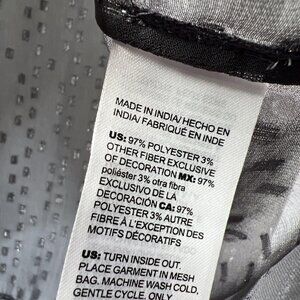 MADE IN INDIA/ HECHO EN
INDIA/ FABRIQUÉ EN INDE
US: 97% POLYESTER 3%
OTHER FIBER EXCLUSIVE
OF DECORATION MX: 97%
poliéster 3% otra fibra
EXCLUSIVO DE LA
DECORACIÓN CA: 97%
POLYESTER 3% AUTRE
FIBRE À L'EXCEPTION DES
MOTIFS DÉCORATIFS
US: TURN INSIDE OUT,
PLACE GARMENT IN MESH
BAG. MACHINE WASH COLD,
GENTLE CYCLE. ONLY